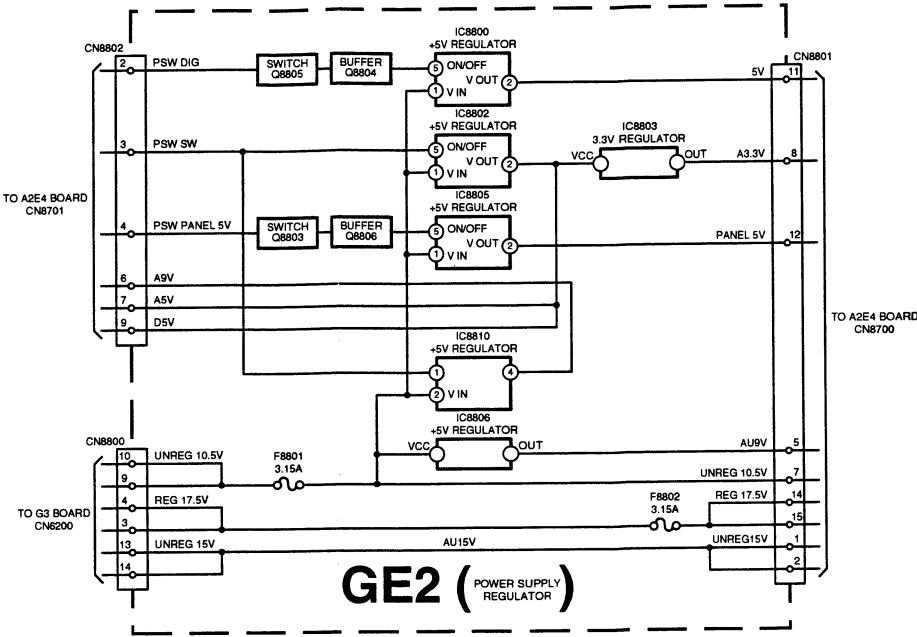 CN8802
2 PSW DIG
SWITCH
Q8805
BUFFER
Q8804
IC8800
+5V REGULATOR
5 ON/OFF
V OUT 2
1 V IN
CN8801
5V 11
3 PSW SW
IC8802
+5V REGULATOR
5 ON/OFF
V OUT 2
1 V IN
IC8803
3.3V REGULATOR
VCC OUT
A3.3V 8
TO A2E4 BOARD
CN8701
4 PSW PANEL 5V
SWITCH
Q8803
BUFFER
Q8806
IC8805
+5V REGULATOR
5 ON/OFF
V OUT 2
1 V IN
PANEL 5V 12
6 A9V
7 A5V
9 D5V
TO A2E4 BOARD
CN8700
IC8810
+5V REGULATOR
1 4
2 V IN
IC8806
+5V REGULATOR
VCC OUT
AU9V 5
CN8800
10 UNREG 10.5V
9
F8801
3.15A
UNREG 10.5V 7
4 REG 17.5V
3
F8802
3.15A
REG 17.5V 14
15
TO G3 BOARD
CN6200
13 UNREG 15V
14
AU15V
UNREG15V 1
2
GE2 (POWER SUPPLY
REGULATOR)